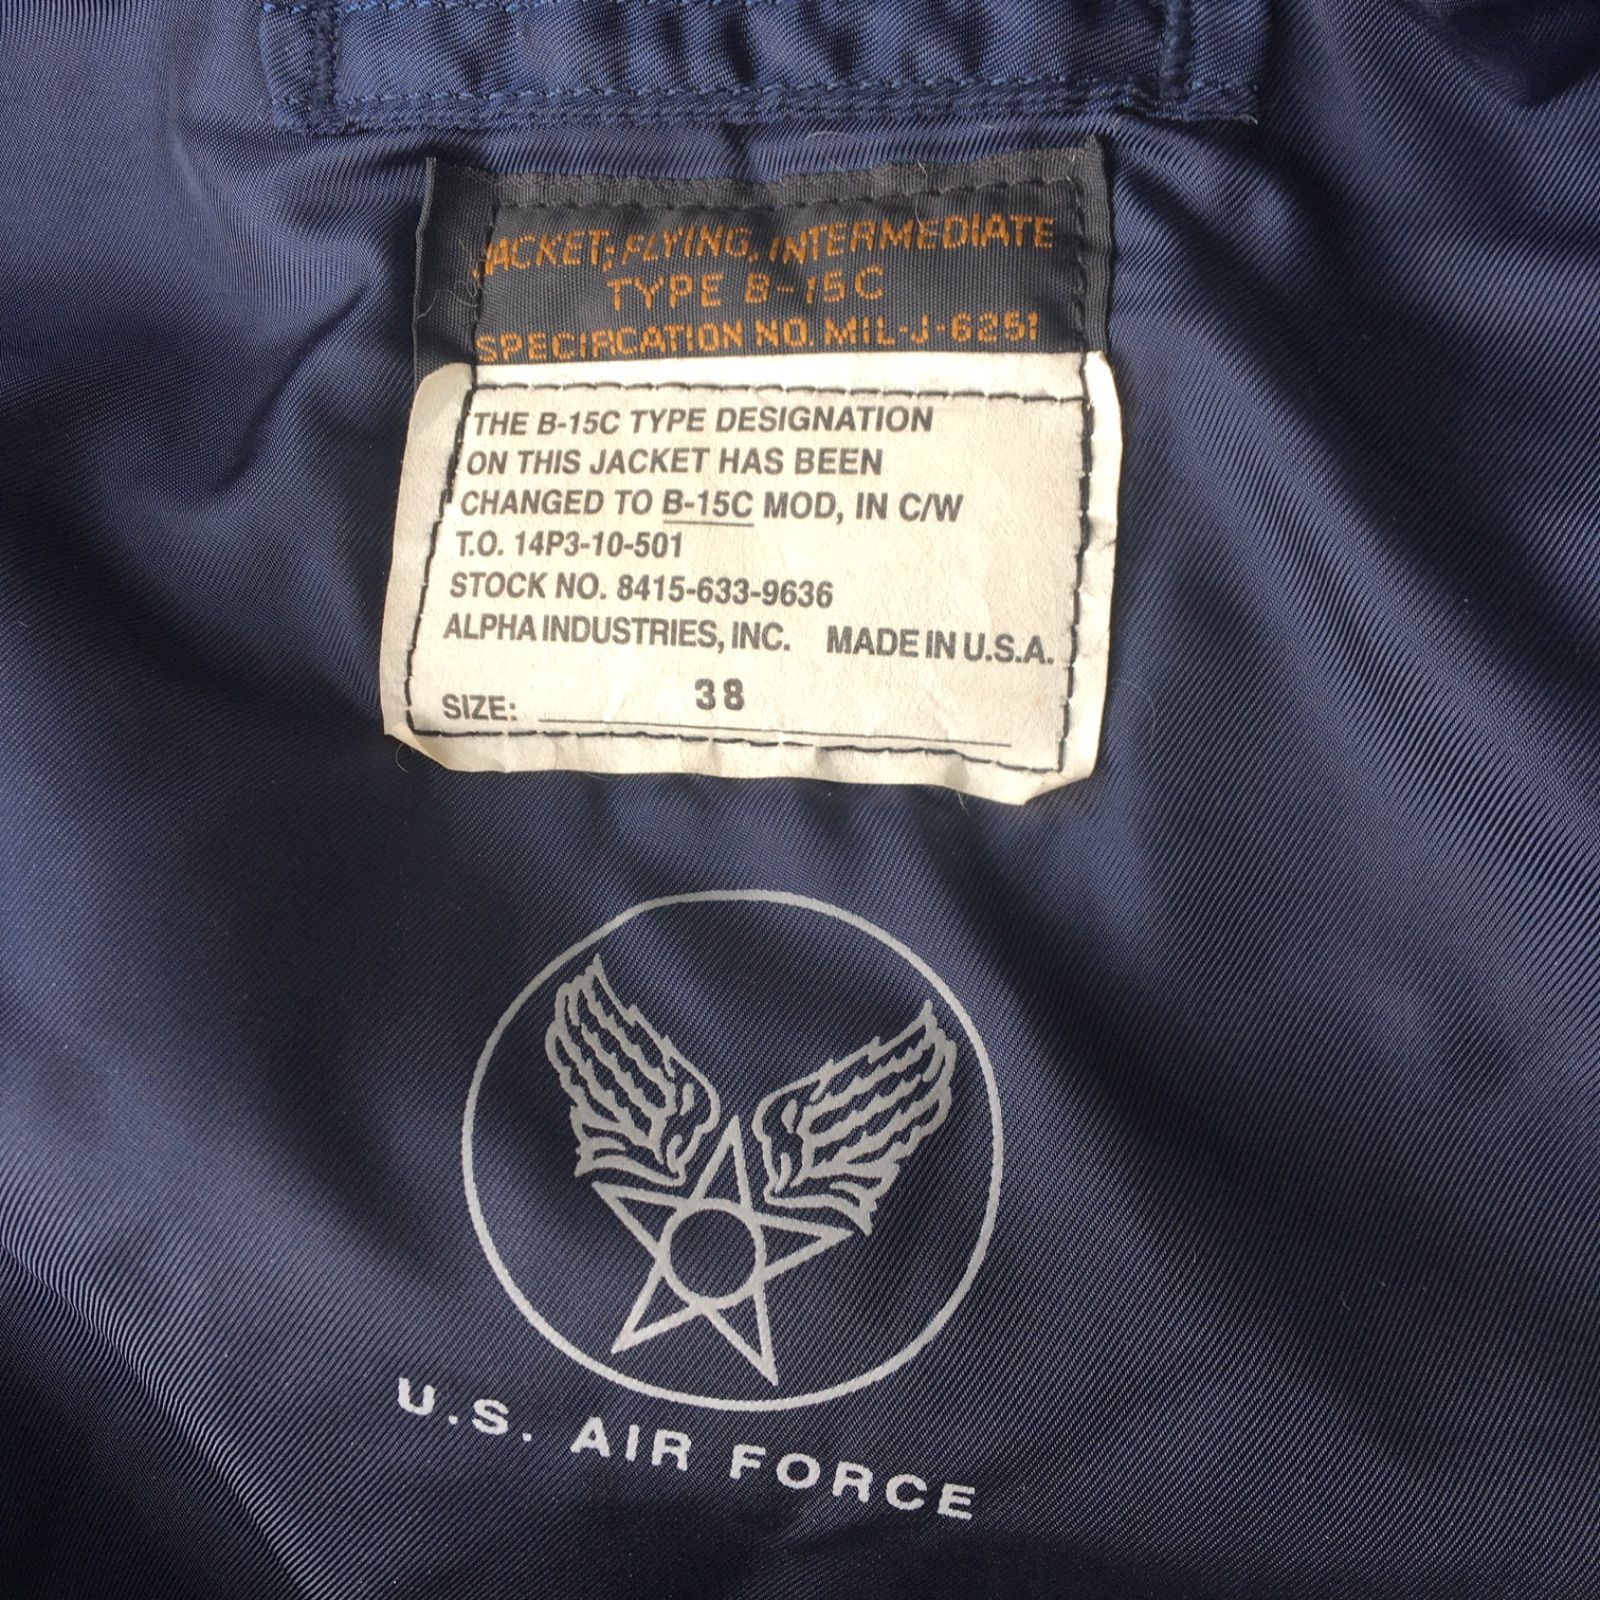 JACKET, FLYING, INTERMEDIATE
TYPE B-15C
SPECIFICATION NO. MIL-J-6251
THE B-15C TYPE DESIGNATION
ON THIS JACKET HAS BEEN
CHANGED TO B-15C MOD, IN C/W
T.O. 14P3-10-501
STOCK NO. 8415-633-9636
ALPHA INDUSTRIES, INC. MADE IN U.S.A.
SIZE: 38
U.S. AIR FORCE